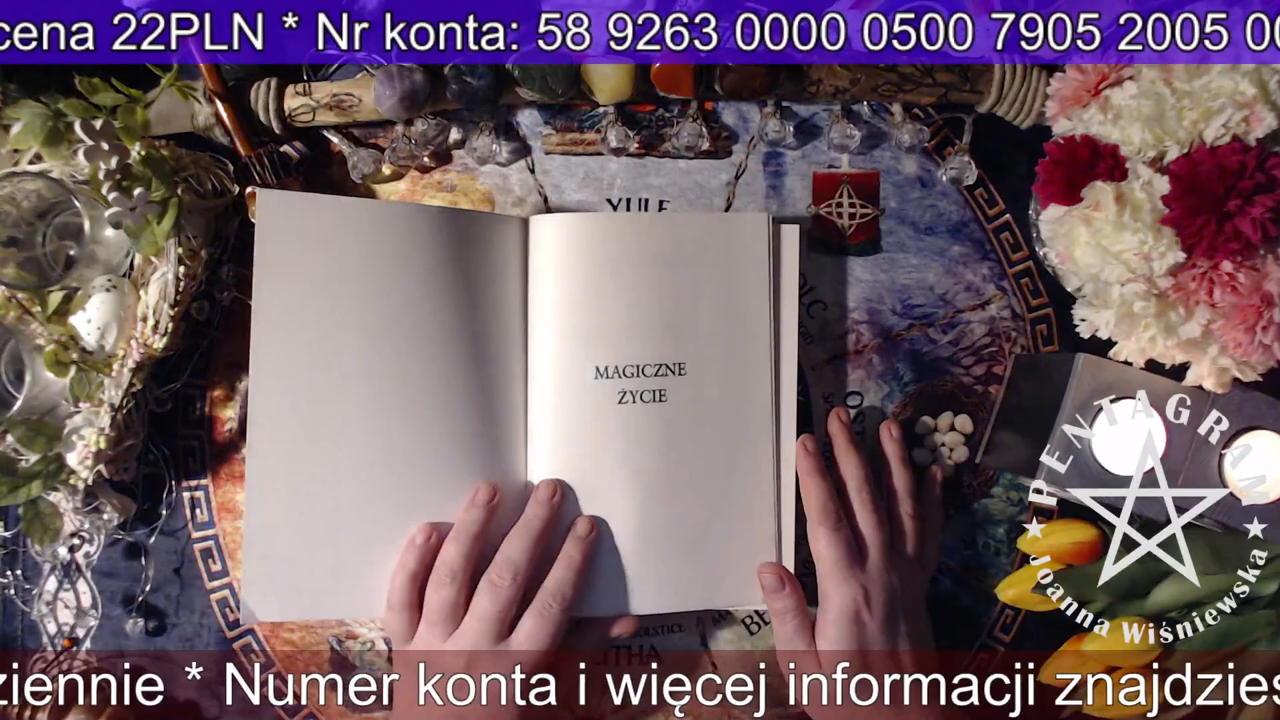 cena 22PLN * Nr konta: 58 9263 0000 0500 7905 2005 00
YULE
MAGICZNE
ŻYCIE
PENTAGRAM
Joanna Wiśniewska
SOLSTICE
LITHA
ziennie * Numer konta i więcej informacji znajdzies